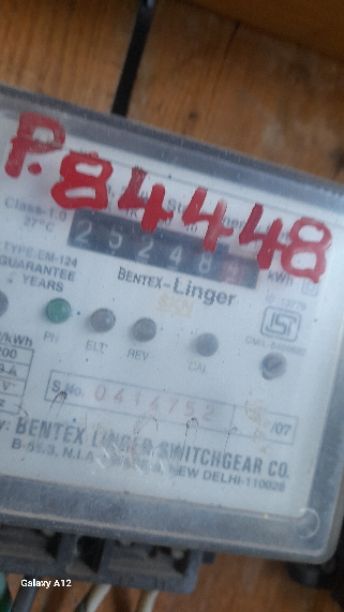 P.84448
Class-1.0
27°C
25248
kWh
TYPE:EM-124
GUARANTEE
YEARS
BENTEX-Linger
PH
ELT
REV
CAL
/kWh
S.No. 0414752 /07
BENTEX LINGER SWITCHGEAR CO.
NEW DELHI-110028
Galaxy A12